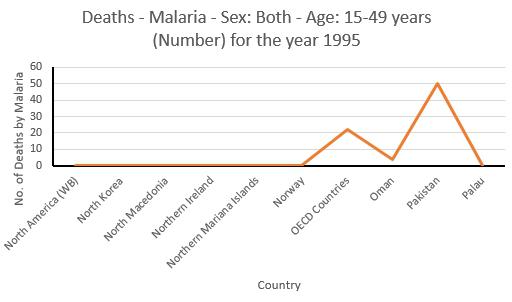 Deaths - Malaria - Sex: Both - Age: 15-49 years
(Number) for the year 1995
No. of Deaths by Malaria
60
50
40
30
20
10
0
North America (WB)
North Korea
North Macedonia
Northern Ireland
Northern Mariana Islands
Norway
OECD Countries
Oman
Pakistan
Palau
Country